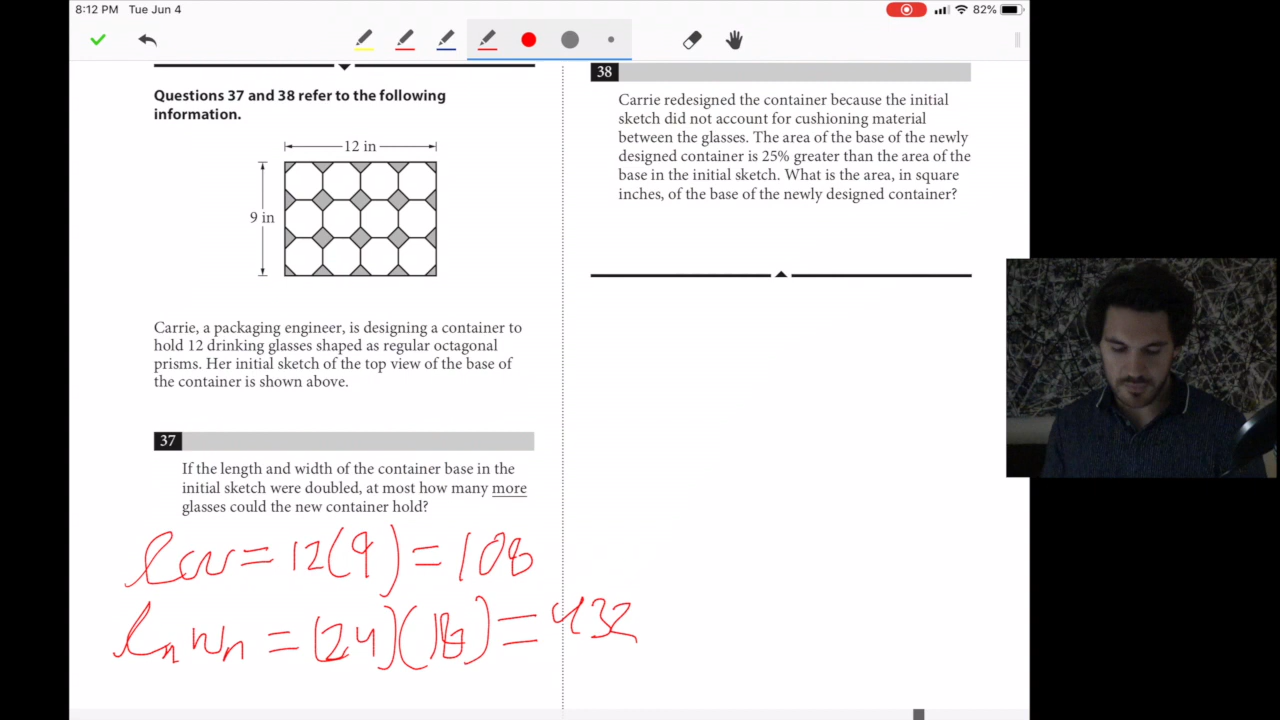 8:12 PM Tue Jun 4
82%
Questions 37 and 38 refer to the following
information.
12 in
9 in
Carrie, a packaging engineer, is designing a container to
hold 12 drinking glasses shaped as regular octagonal
prisms. Her initial sketch of the top view of the base of
the container is shown above.
37
If the length and width of the container base in the
initial sketch were doubled, at most how many more
glasses could the new container hold?
lw = 12(9) = 108
lₙwₙ = (24)(18) = 432
38
Carrie redesigned the container because the initial
sketch did not account for cushioning material
between the glasses. The area of the base of the newly
designed container is 25% greater than the area of the
base in the initial sketch. What is the area, in square
inches, of the base of the newly designed container?